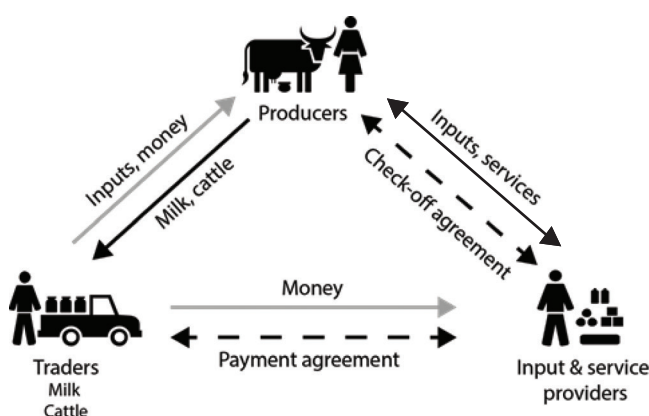 Producers
Inputs, money
Milk, cattle
Inputs, services
Check-off agreement
Money
Payment agreement
Traders
Milk
Cattle
Input & service
providers